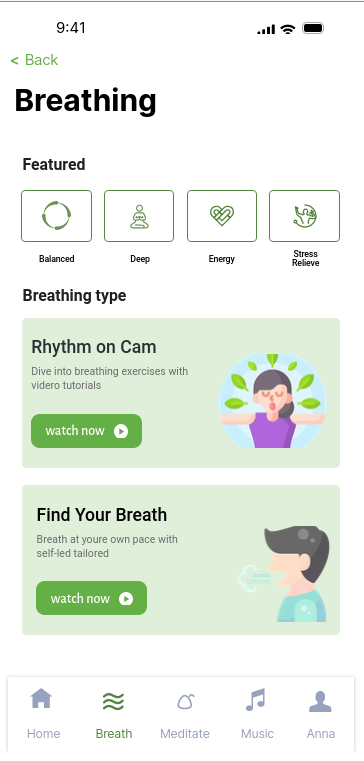 9:41
< Back
Breathing
Featured
Balanced
Deep
Energy
Stress
Relieve
Breathing type
Rhythm on Cam
Dive into breathing exercises with
videro tutorials
watch now
Find Your Breath
Breath at youre own pace with
self-led tailored
watch now
Home
Breath
Meditate
Music
Anna